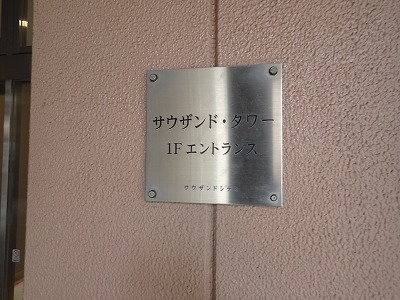 サウザンド・タワー
1F エントランス
サウザンドシティ